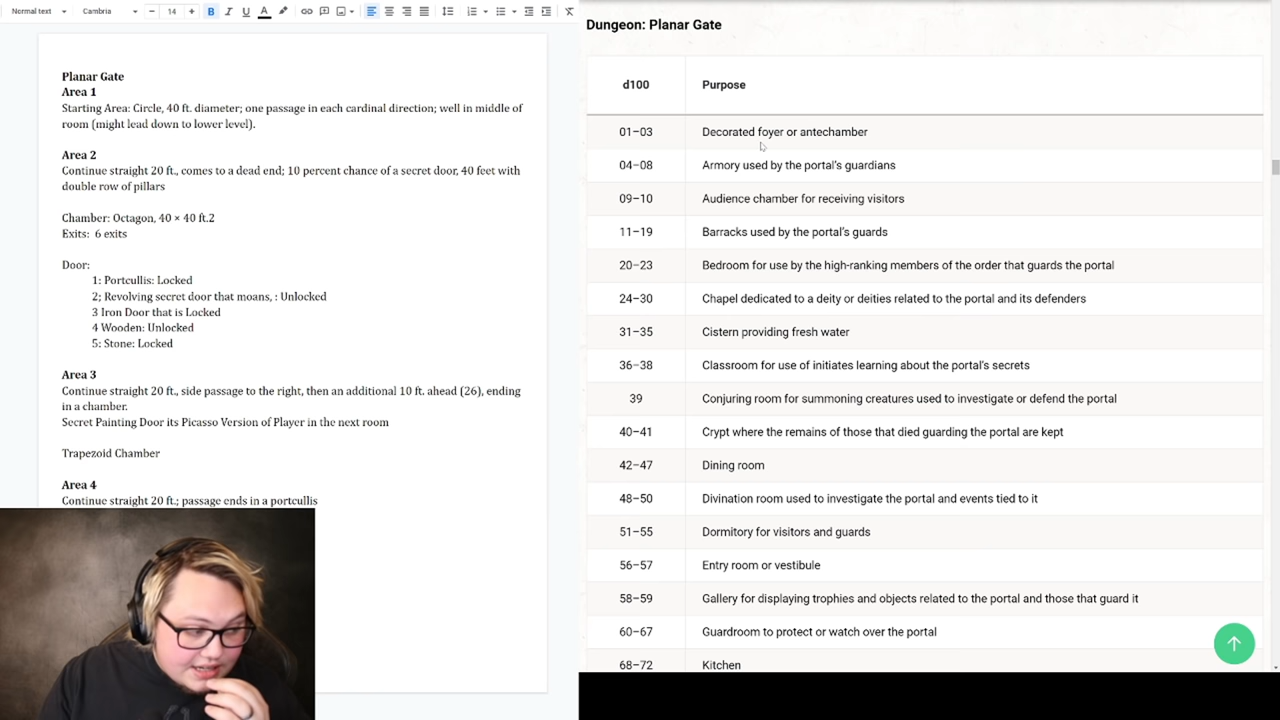 Normal text
Cambria
14
B I U A
Planar Gate
Area 1
Starting Area: Circle, 40 ft. diameter; one passage in each cardinal direction; well in middle of
room (might lead down to lower level).
Area 2
Continue straight 20 ft., comes to a dead end; 10 percent chance of a secret door, 40 feet with
double row of pillars
Chamber: Octagon, 40 × 40 ft.2
Exits: 6 exits
Door:
1: Portcullis: Locked
2; Revolving secret door that moans, : Unlocked
3 Iron Door that is Locked
4 Wooden: Unlocked
5: Stone: Locked
Area 3
Continue straight 20 ft., side passage to the right, then an additional 10 ft. ahead (26), ending
in a chamber.
Secret Painting Door its Picasso Version of Player in the next room
Trapezoid Chamber
Area 4
Continue straight 20 ft.; passage ends in a portcullis
Dungeon: Planar Gate
d100 Purpose
01–03 Decorated foyer or antechamber
04–08 Armory used by the portal's guardians
09–10 Audience chamber for receiving visitors
11–19 Barracks used by the portal's guards
20–23 Bedroom for use by the high-ranking members of the order that guards the portal
24–30 Chapel dedicated to a deity or deities related to the portal and its defenders
31–35 Cistern providing fresh water
36–38 Classroom for use of initiates learning about the portal's secrets
39 Conjuring room for summoning creatures used to investigate or defend the portal
40–41 Crypt where the remains of those that died guarding the portal are kept
42–47 Dining room
48–50 Divination room used to investigate the portal and events tied to it
51–55 Dormitory for visitors and guards
56–57 Entry room or vestibule
58–59 Gallery for displaying trophies and objects related to the portal and those that guard it
60–67 Guardroom to protect or watch over the portal
68–72 Kitchen